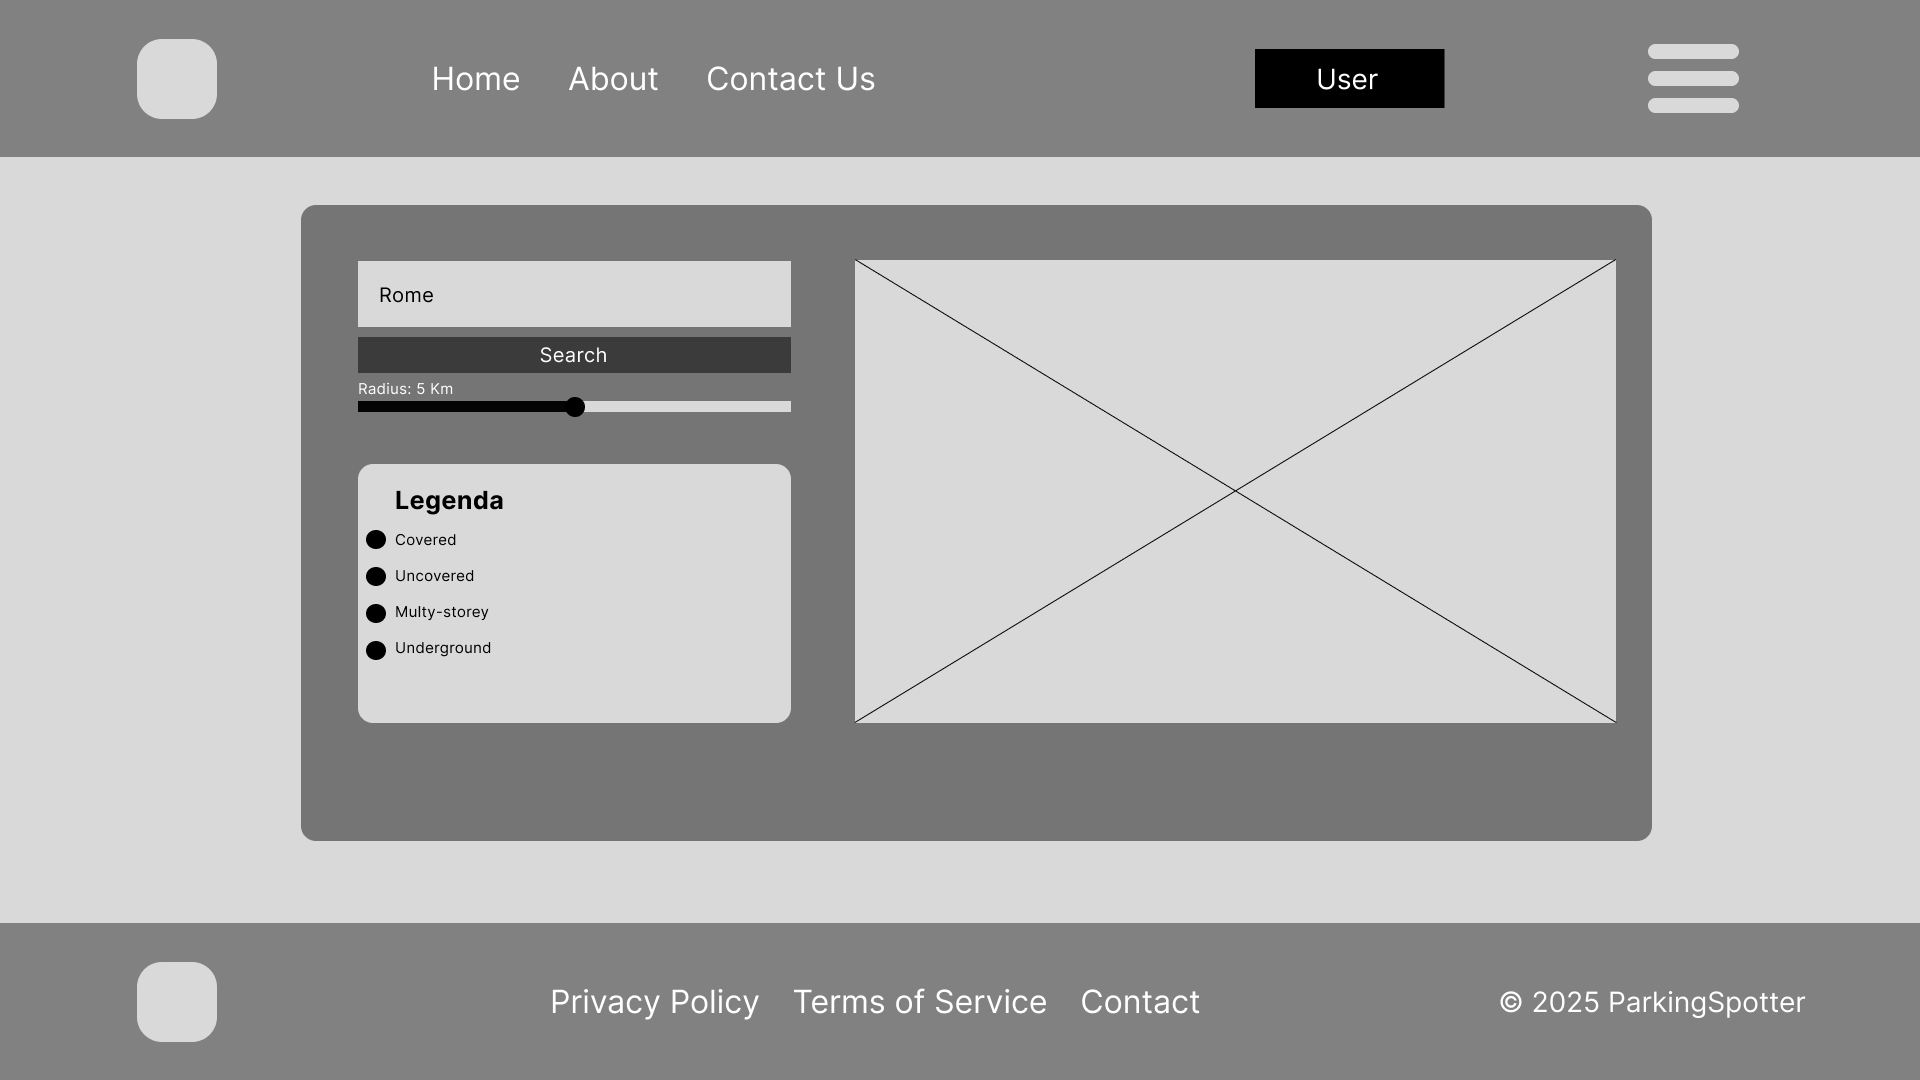 Home About Contact Us User
Rome
Search
Radius: 5 Km
Legenda
Covered
Uncovered
Multy-storey
Underground
Privacy Policy Terms of Service Contact © 2025 ParkingSpotter